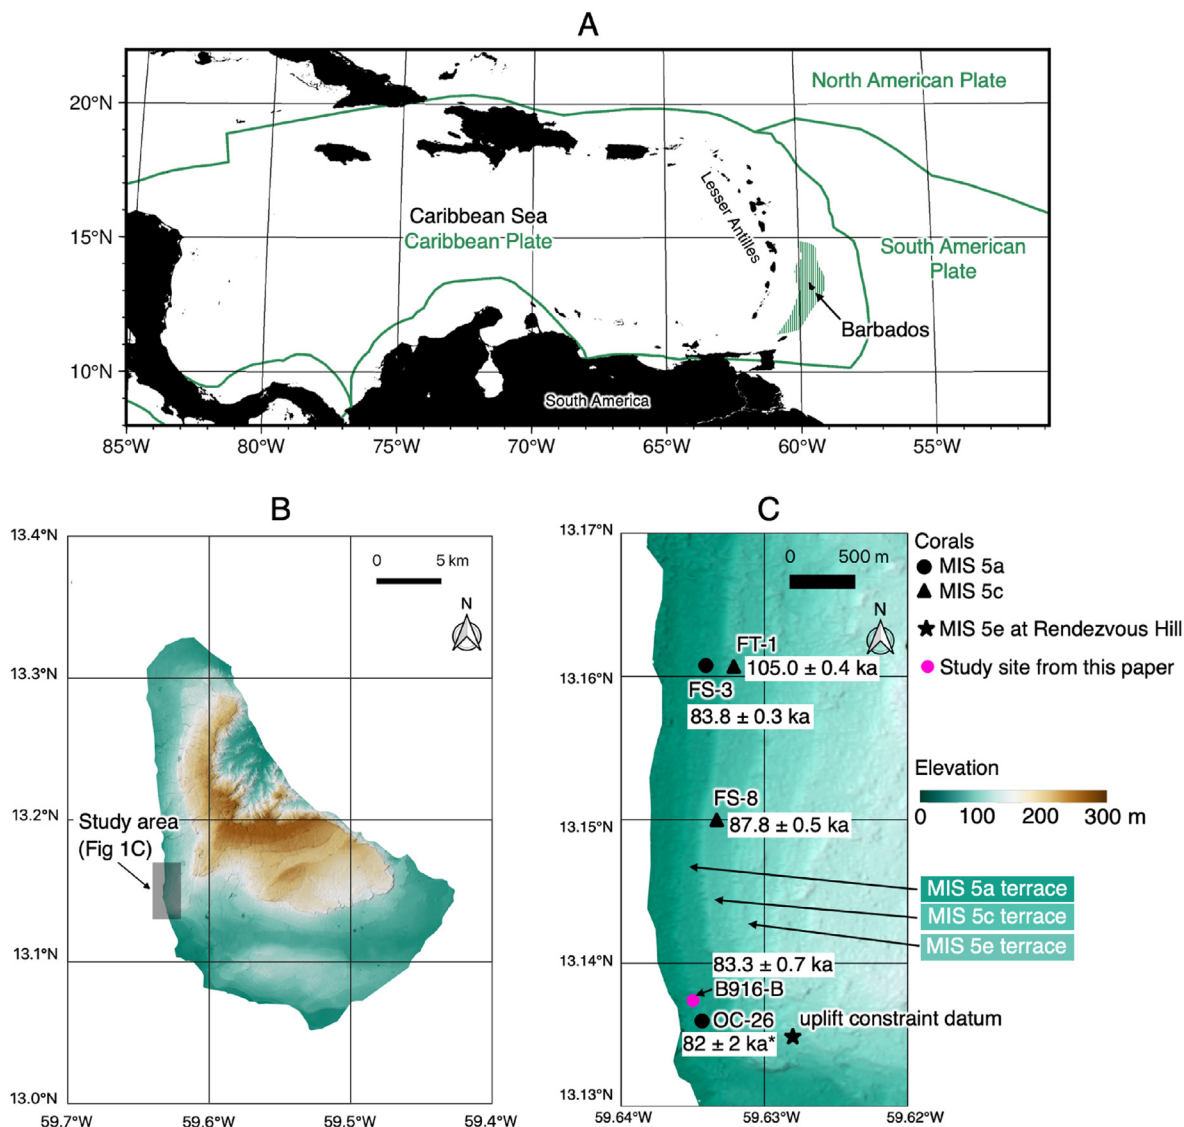 A
North American Plate
20°N
Caribbean Sea
Lesser Antilles
15°N
Caribbean Plate
South American
Plate
Barbados
10°N
South America
85°W
80°W
75°W
70°W
65°W
60°W
55°W
B
13.4°N
0
5 km
N
13.3°N
13.2°N
Study area
(Fig 1C)
13.1°N
13.0°N
59.7°W
59.6°W
59.5°W
59.4°W
C
13.17°N
0
500 m
N
FT-1
105.0 ± 0.4 ka
13.16°N
FS-3
83.8 ± 0.3 ka
FS-8
13.15°N
87.8 ± 0.5 ka
13.14°N
83.3 ± 0.7 ka
B916-B
OC-26
uplift constraint datum
82 ± 2 ka*
13.13°N
59.64°W
59.63°W
59.62°W
Corals
MIS 5a
MIS 5c
MIS 5e at Rendezvous Hill
Study site from this paper
Elevation
0
100
200
300 m
MIS 5a terrace
MIS 5c terrace
MIS 5e terrace